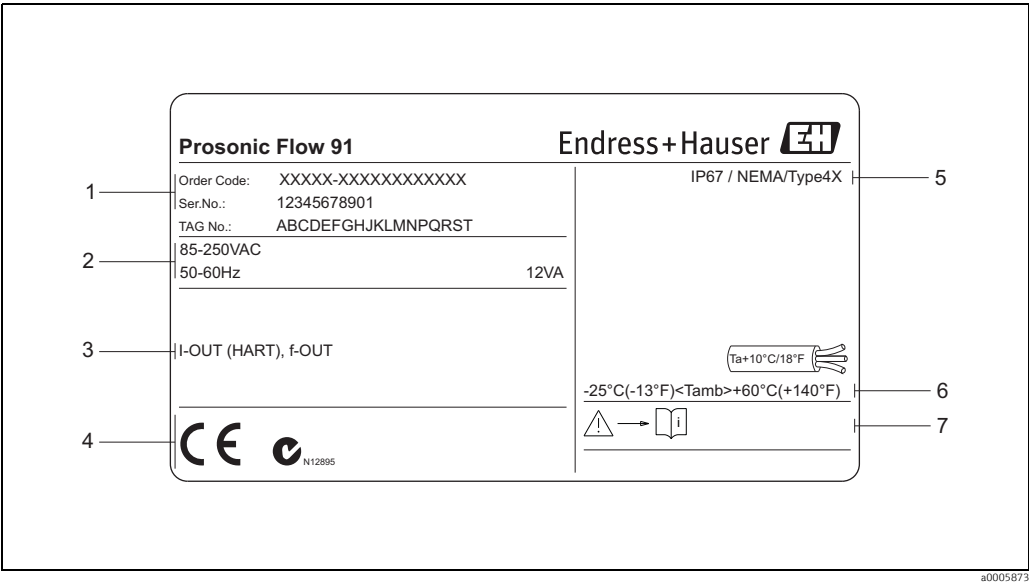 Prosonic Flow 91
Endress+Hauser EH
1
Order Code: XXXXX-XXXXXXXXXXXX
Ser.No.: 12345678901
TAG No.: ABCDEFGHJKLMNPQRST
2
85-250VAC
50-60Hz 12VA
3
I-OUT (HART), f-OUT
4
CE
N12895
IP67 / NEMA/Type4X
5
Ta+10°C/18°F
-25°C(-13°F)<Tamb>+60°C(+140°F)
6
i
7
a0005873